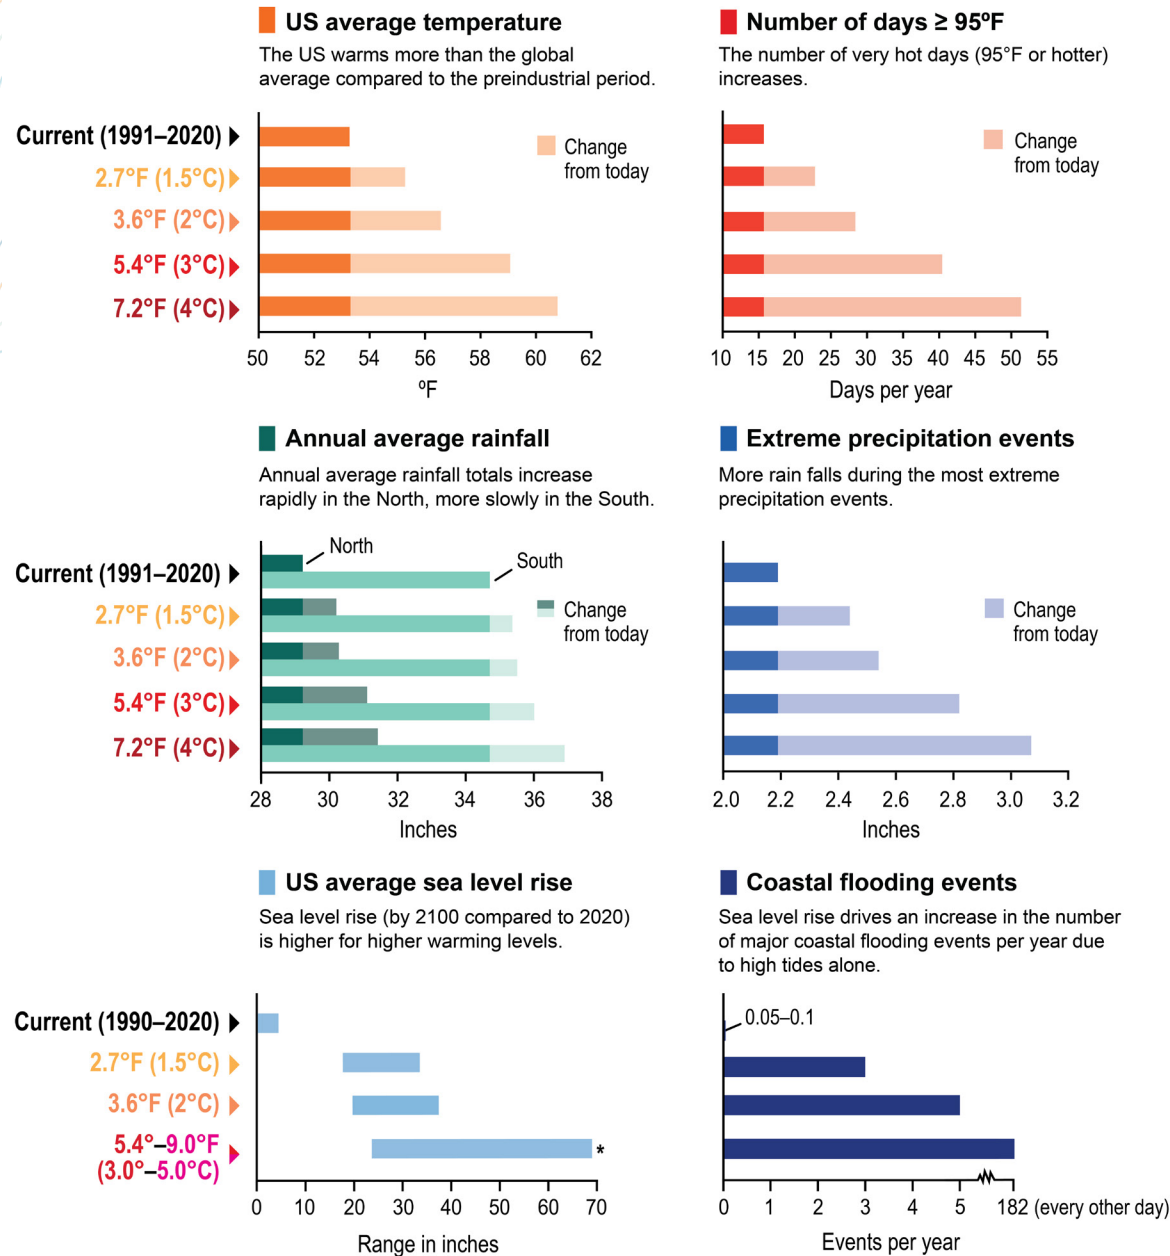 US average temperature
The US warms more than the global
average compared to the preindustrial period.
Current (1991–2020)
2.7°F (1.5°C)
3.6°F (2°C)
5.4°F (3°C)
7.2°F (4°C)
Change
from today
50 52 54 56 58 60 62
ºF
Number of days ≥ 95ºF
The number of very hot days (95°F or hotter)
increases.
Change
from today
10 15 20 25 30 35 40 45 50 55
Days per year
Annual average rainfall
Annual average rainfall totals increase
rapidly in the North, more slowly in the South.
North
South
Current (1991–2020)
2.7°F (1.5°C)
3.6°F (2°C)
5.4°F (3°C)
7.2°F (4°C)
Change
from today
28 30 32 34 36 38
Inches
Extreme precipitation events
More rain falls during the most extreme
precipitation events.
Change
from today
2.0 2.2 2.4 2.6 2.8 3.0 3.2
Inches
US average sea level rise
Sea level rise (by 2100 compared to 2020)
is higher for higher warming levels.
Current (1990–2020)
2.7°F (1.5°C)
3.6°F (2°C)
5.4°–9.0°F
(3.0°–5.0°C)
*
0 10 20 30 40 50 60 70
Range in inches
Coastal flooding events
Sea level rise drives an increase in the number
of major coastal flooding events per year due
to high tides alone.
0.05–0.1
0 1 2 3 4 5 182 (every other day)
Events per year